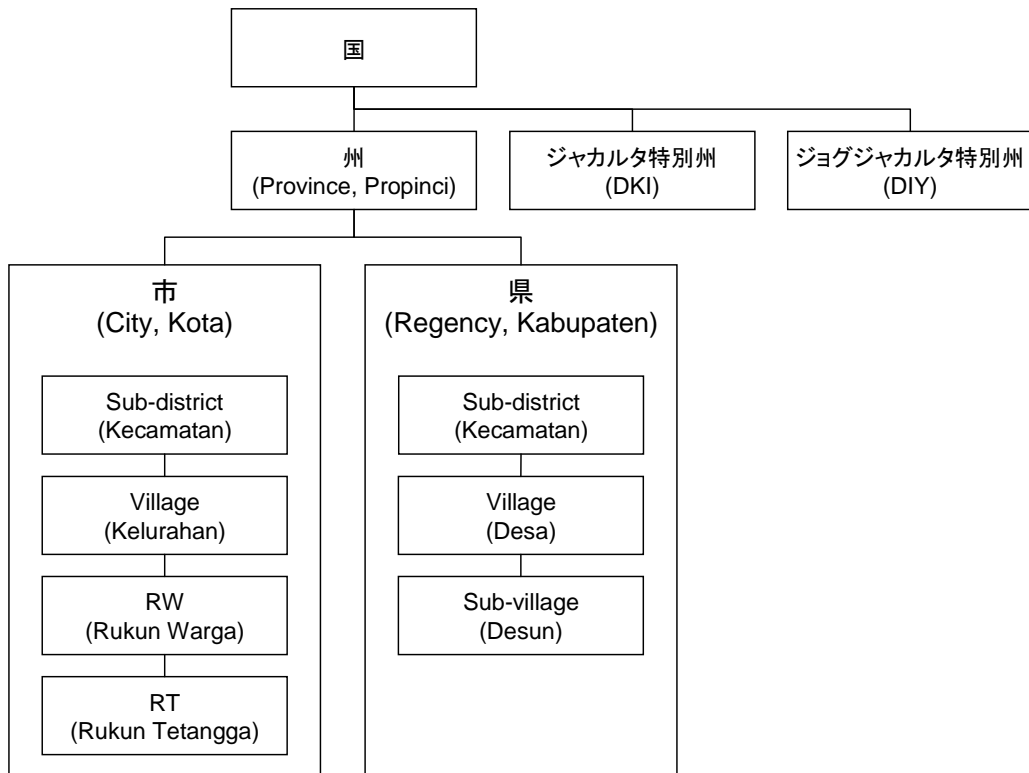 国
州
(Province, Propinci)
ジャカルタ特別州
(DKI)
ジョグジャカルタ特別州
(DIY)
市
(City, Kota)
Sub-district
(Kecamatan)
Village
(Kelurahan)
RW
(Rukun Warga)
RT
(Rukun Tetangga)
県
(Regency, Kabupaten)
Sub-district
(Kecamatan)
Village
(Desa)
Sub-village
(Desun)